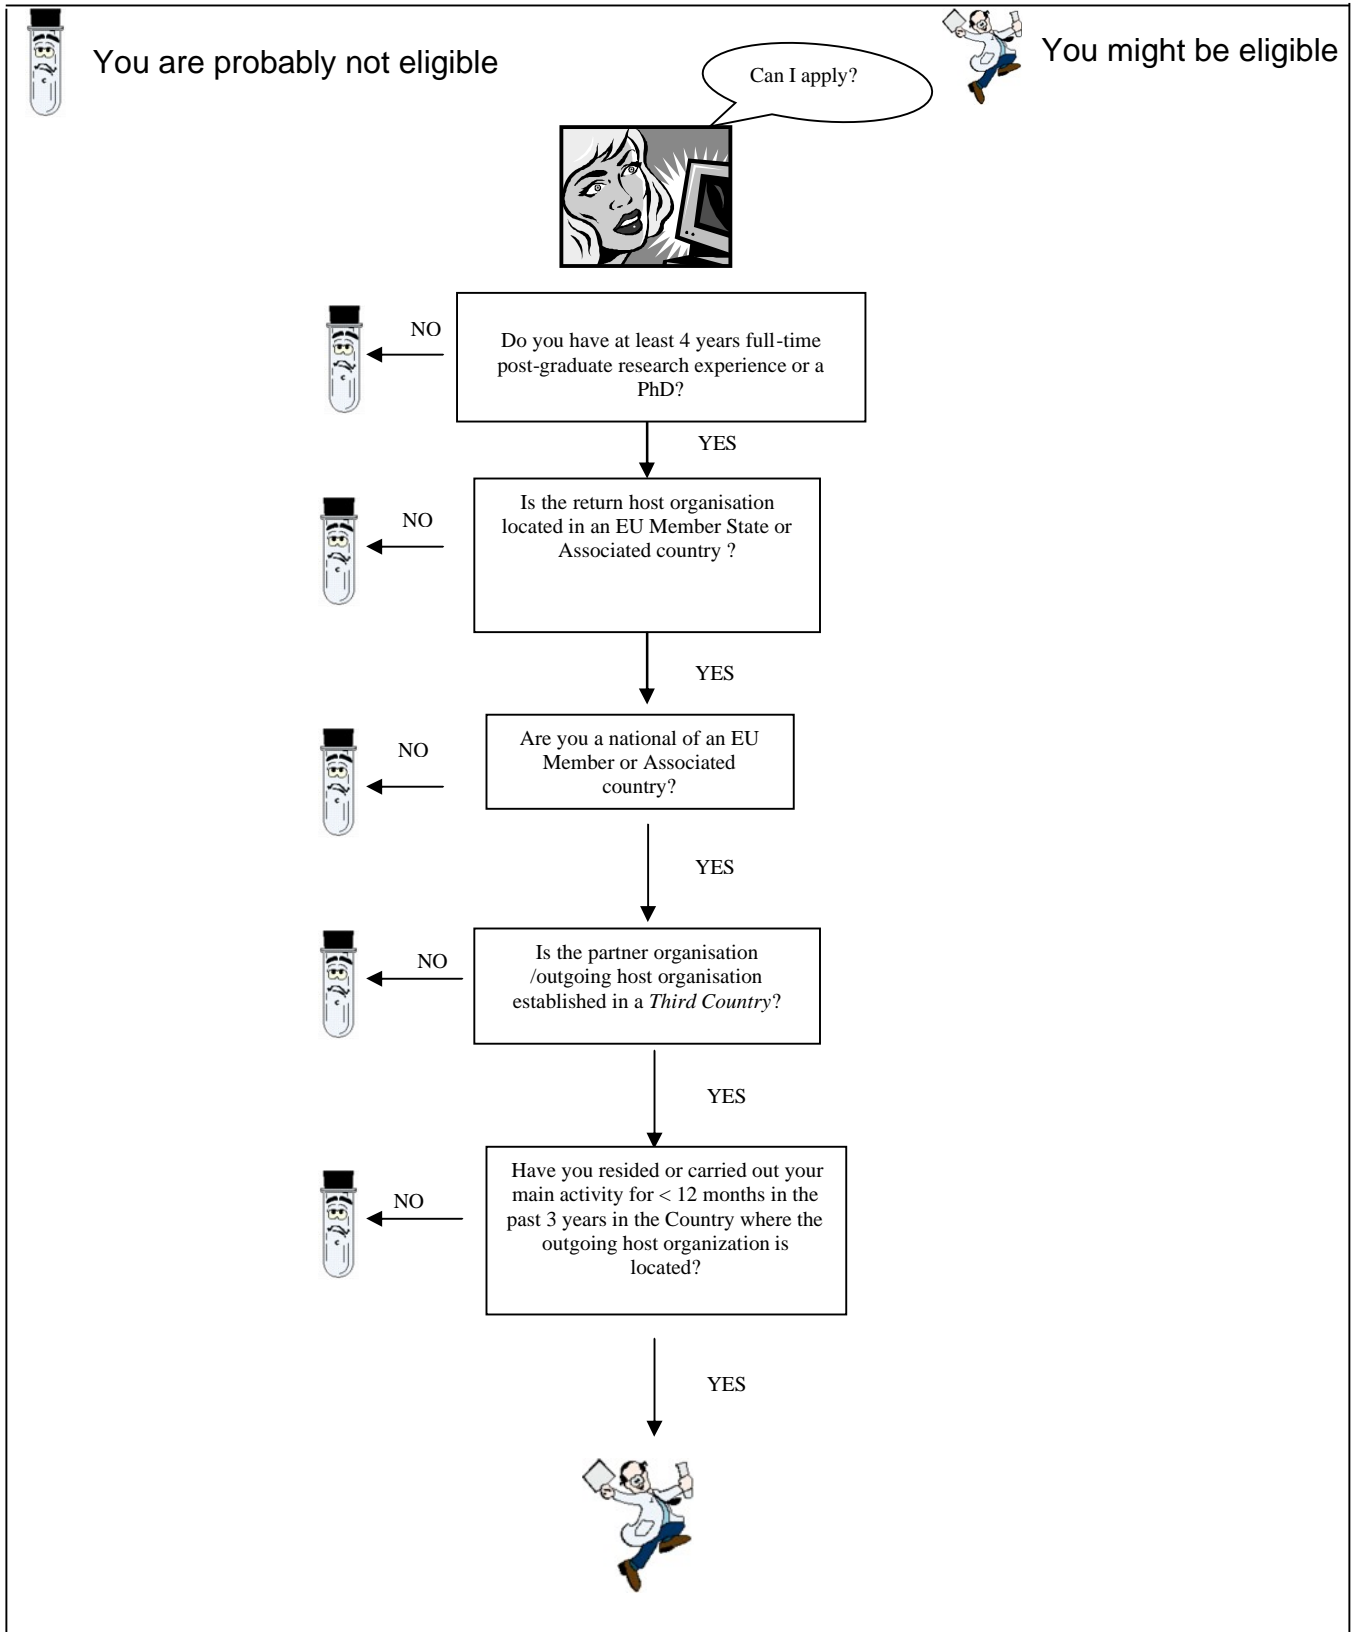 You are probably not eligible
Can I apply?
You might be eligible
NO
Do you have at least 4 years full-time
post-graduate research experience or a
PhD?
YES
NO
Is the return host organisation
located in an EU Member State or
Associated country ?
YES
NO
Are you a national of an EU
Member or Associated
country?
YES
NO
Is the partner organisation
/outgoing host organisation
established in a Third Country?
YES
NO
Have you resided or carried out your
main activity for < 12 months in the
past 3 years in the Country where the
outgoing host organization is
located?
YES